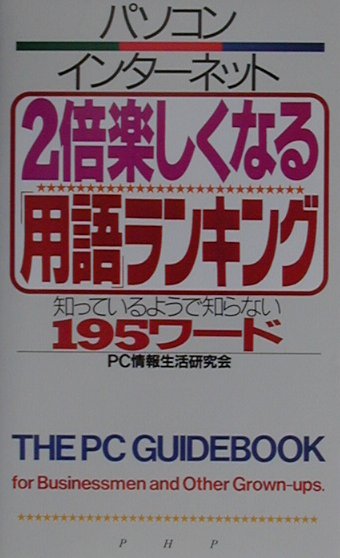 パソコン
インターネット
2倍楽しくなる
「用語」ランキング
知っているようで知らない
195ワード
PC情報生活研究会
THE PC GUIDEBOOK
for Businessmen and Other Grown-ups.
PHP